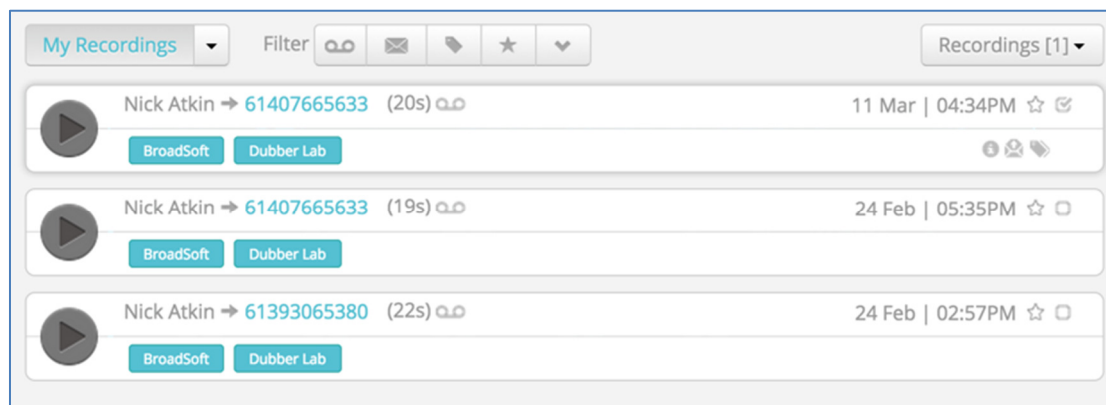 My Recordings Filter Recordings [1]
Nick Atkin 61407665633 (20s) 11 Mar | 04:34PM
BroadSoft Dubber Lab
Nick Atkin 61407665633 (19s) 24 Feb | 05:35PM
BroadSoft Dubber Lab
Nick Atkin 61393065380 (22s) 24 Feb | 02:57PM
BroadSoft Dubber Lab